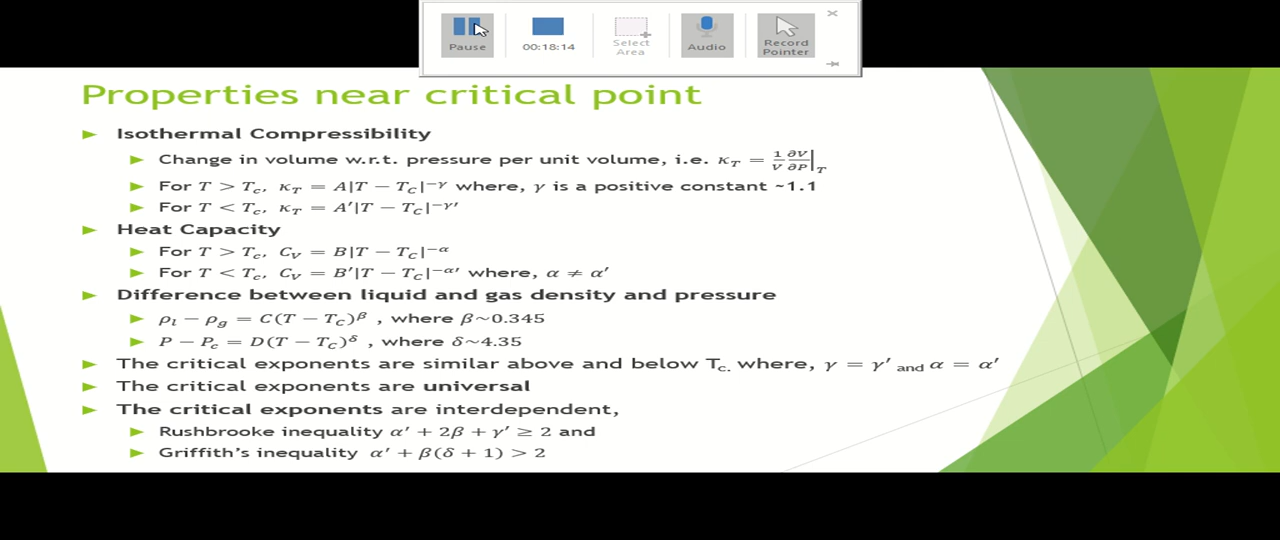 Pause
00:18:14
Select Area
Audio
Record Pointer
Properties near critical point
Isothermal Compressibility
Change in volume w.r.t. pressure per unit volume, i.e. κ_T = 1/V ∂V/∂P|_T
For T > T_c, κ_T = A|T − T_C|^−γ where, γ is a positive constant ~1.1
For T < T_c, κ_T = A′|T − T_C|^−γ′
Heat Capacity
For T > T_c, C_V = B|T − T_C|^−α
For T < T_c, C_V = B′|T − T_C|^−α′ where, α ≠ α′
Difference between liquid and gas density and pressure
ρ_l − ρ_g = C(T − T_C)^β , where β~0.345
P − P_c = D(T − T_C)^δ , where δ~4.35
The critical exponents are similar above and below T_c. where, γ = γ′ and α = α′
The critical exponents are universal
The critical exponents are interdependent,
Rushbrooke inequality α′ + 2β + γ′ ≥ 2 and
Griffith's inequality α′ + β(δ + 1) > 2